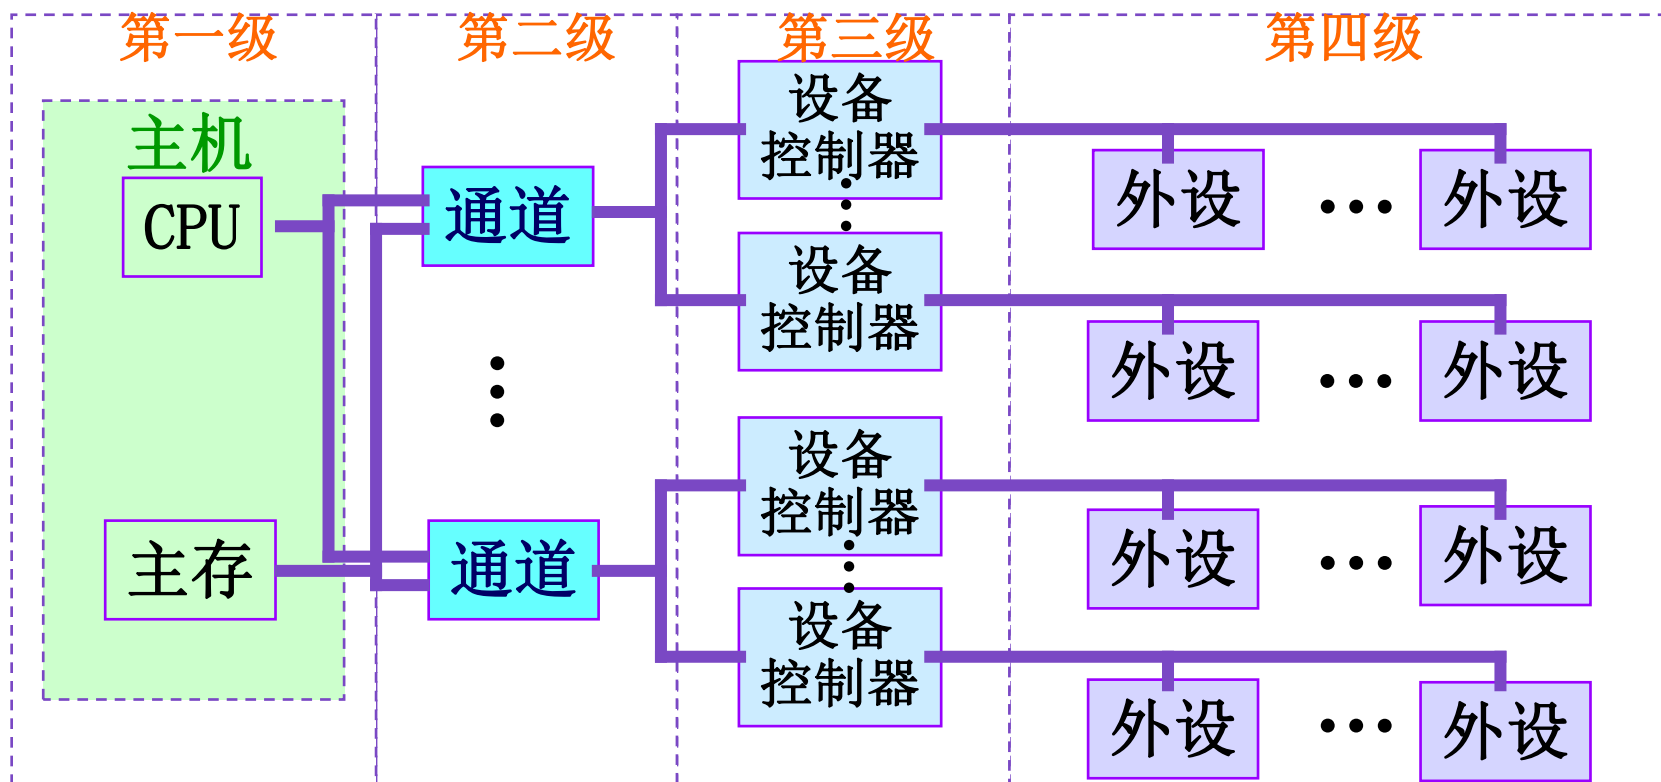 第一级
第二级
第三级
第四级
主机
CPU
主存
通道
通道
设备
控制器
设备
控制器
设备
控制器
设备
控制器
外设
外设
外设
外设
外设
外设
外设
外设